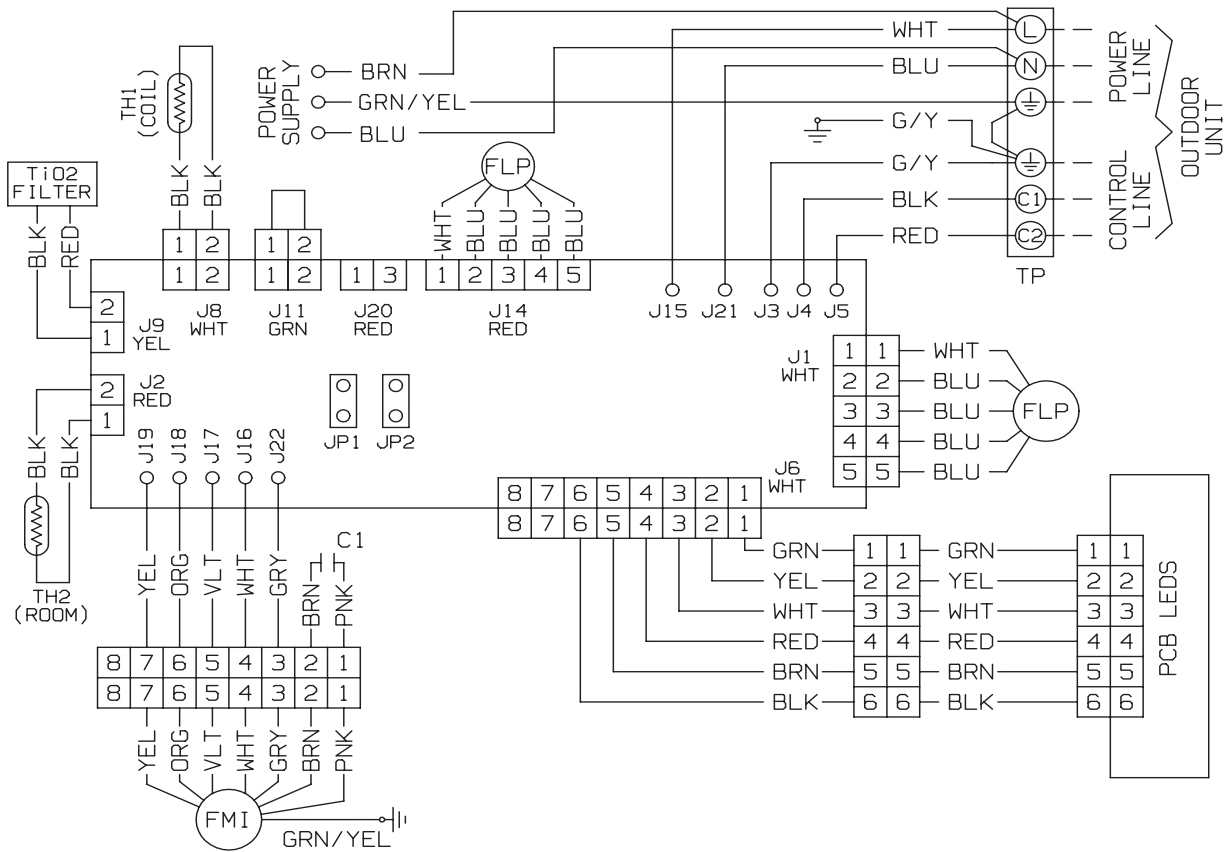 WHT
L
POWER
LINE
BLU
N
BRN
POWER
SUPPLY
GRN/YEL
BLU
G/Y
G/Y
BLK
C1
CONTROL
LINE
RED
C2
OUTDOOR
UNIT
TP
TH1
(COIL)
BLK
BLK
TiO2
FILTER
BLK
RED
FLP
WHT
BLU
BLU
BLU
BLU
1 2
1 2
J8
WHT
1 2
1 2
J11
GRN
1 3
J20
RED
1 2 3 4 5
J14
RED
J15
J21
J3
J4
J5
2
1
J9
YEL
2
1
J2
RED
BLK
BLK
TH2
(ROOM)
JP1
JP2
J1
WHT
1 1 WHT
2 2 BLU
3 3 BLU
4 4 BLU
5 5 BLU
FLP
J19
J18
J17
J16
J22
J6
WHT
8 7 6 5 4 3 2 1
8 7 6 5 4 3 2 1
YEL
ORG
VLT
WHT
GRY
BRN
PNK
C1
8 7 6 5 4 3 2 1
8 7 6 5 4 3 2 1
YEL
ORG
VLT
WHT
GRY
BRN
PNK
FMI
GRN/YEL
GRN 1 1 GRN 1 1
YEL 2 2 YEL 2 2
WHT 3 3 WHT 3 3
RED 4 4 RED 4 4
BRN 5 5 BRN 5 5
BLK 6 6 BLK 6 6
PCB LEDS